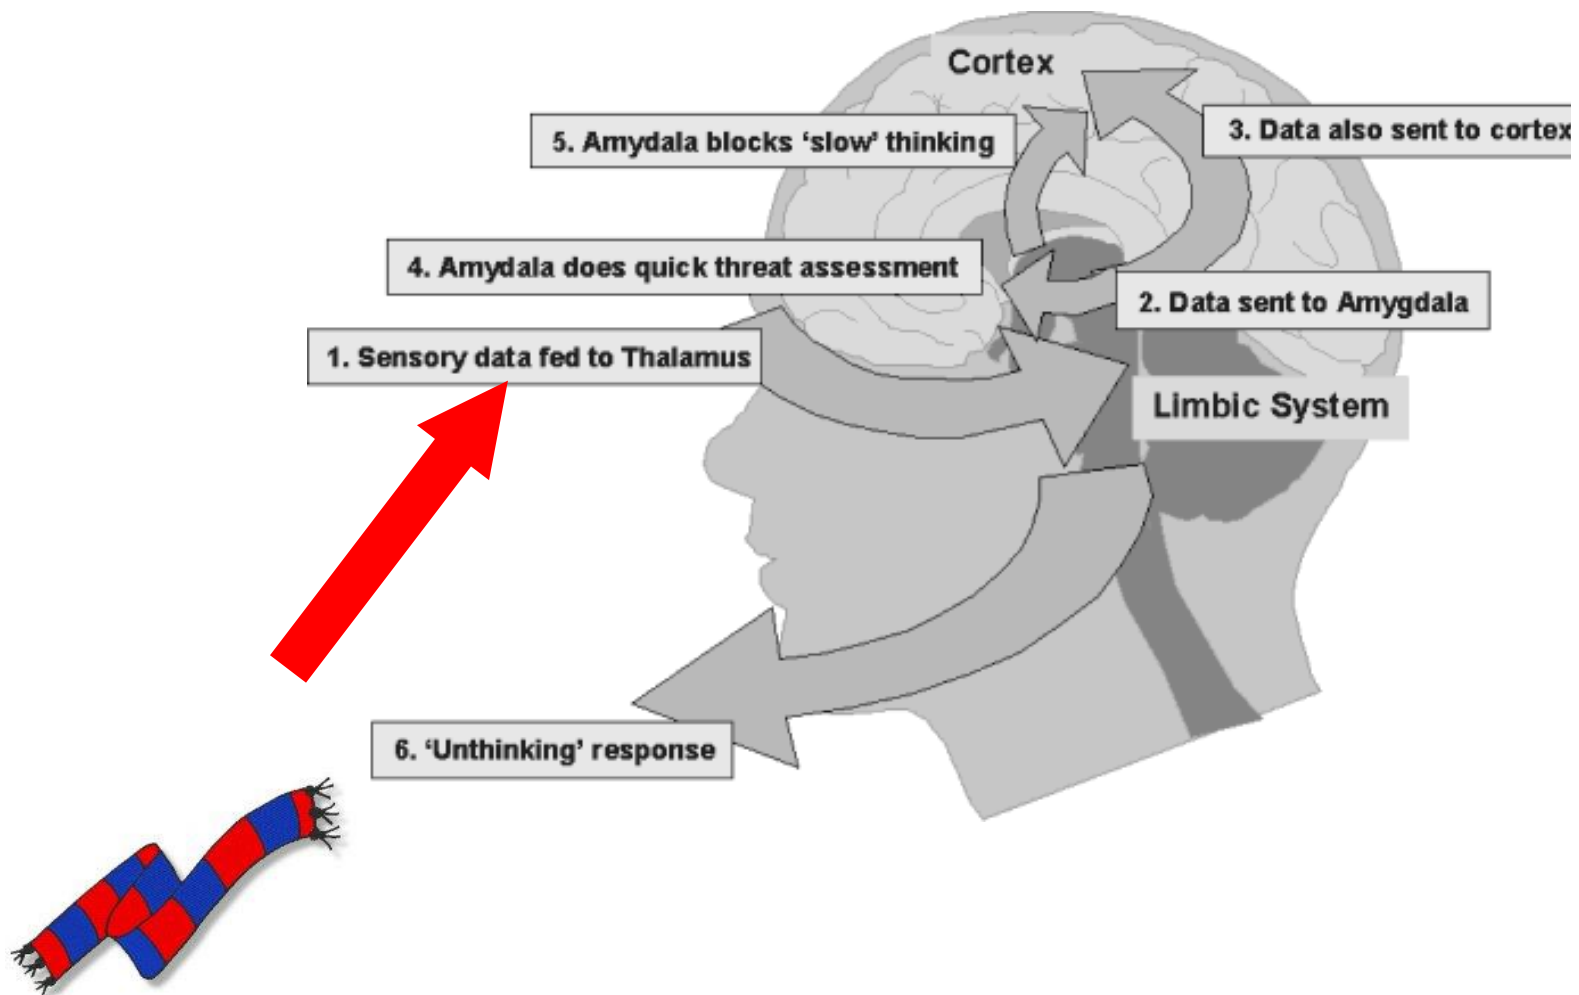 Cortex
3. Data also sent to cortex
5. Amydala blocks ‘slow’ thinking
4. Amydala does quick threat assessment
2. Data sent to Amygdala
1. Sensory data fed to Thalamus
Limbic System
6. ‘Unthinking’ response